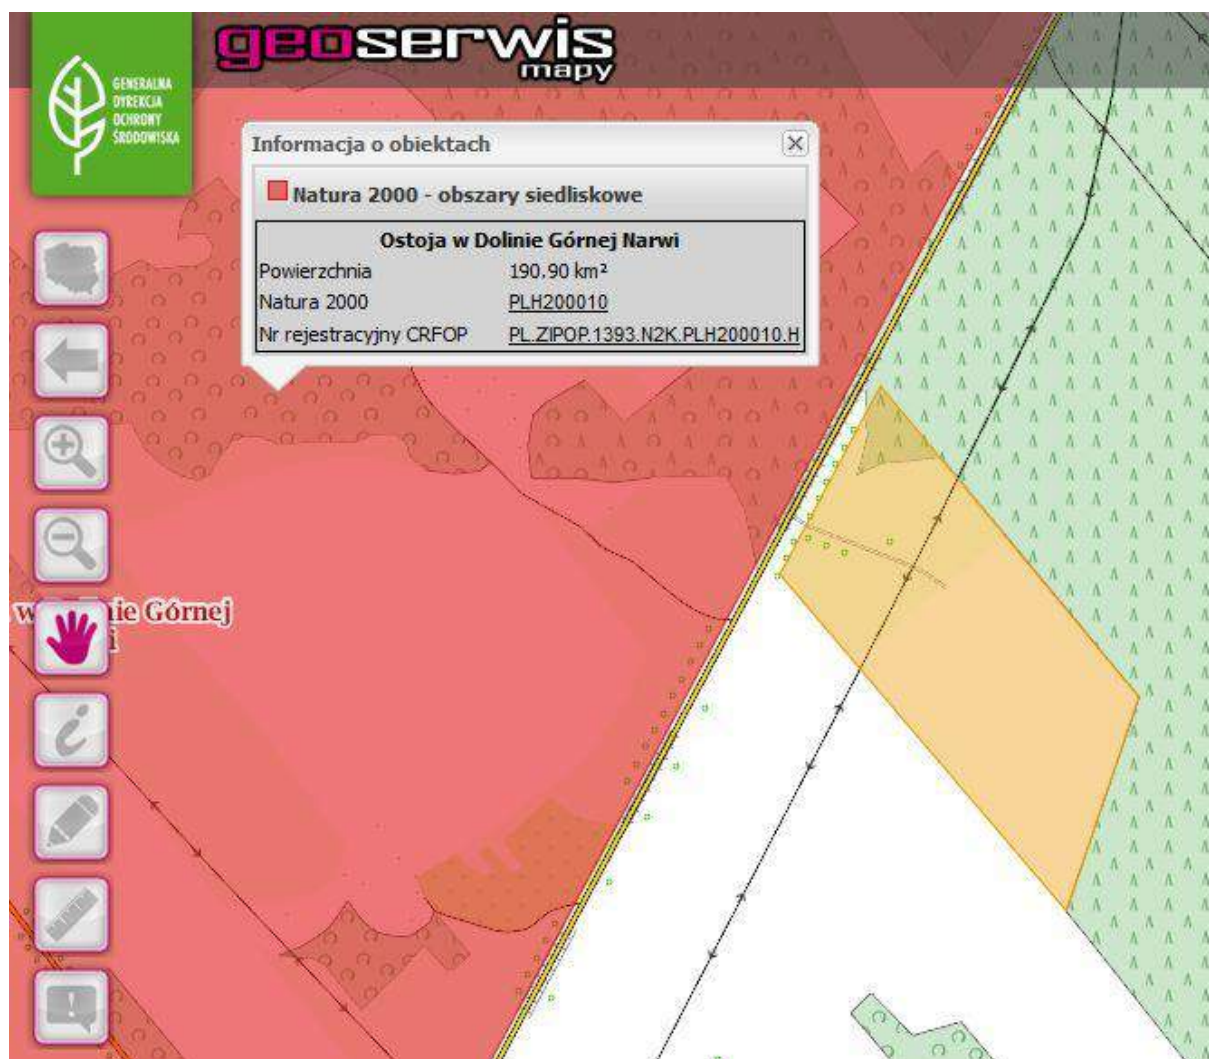 geoserwis
mapy
GENERALNA
DYREKCJA
OCHRONY
ŚRODOWISKA
Informacja o obiektach
Natura 2000 - obszary siedliskowe
Ostoja w Dolinie Górnej Narwi
Powierzchnia 190.90 km²
Natura 2000 PLH200010
Nr rejestracyjny CRFOP PL.ZIPOP.1393.N2K.PLH200010.H
w nie Górnej
i